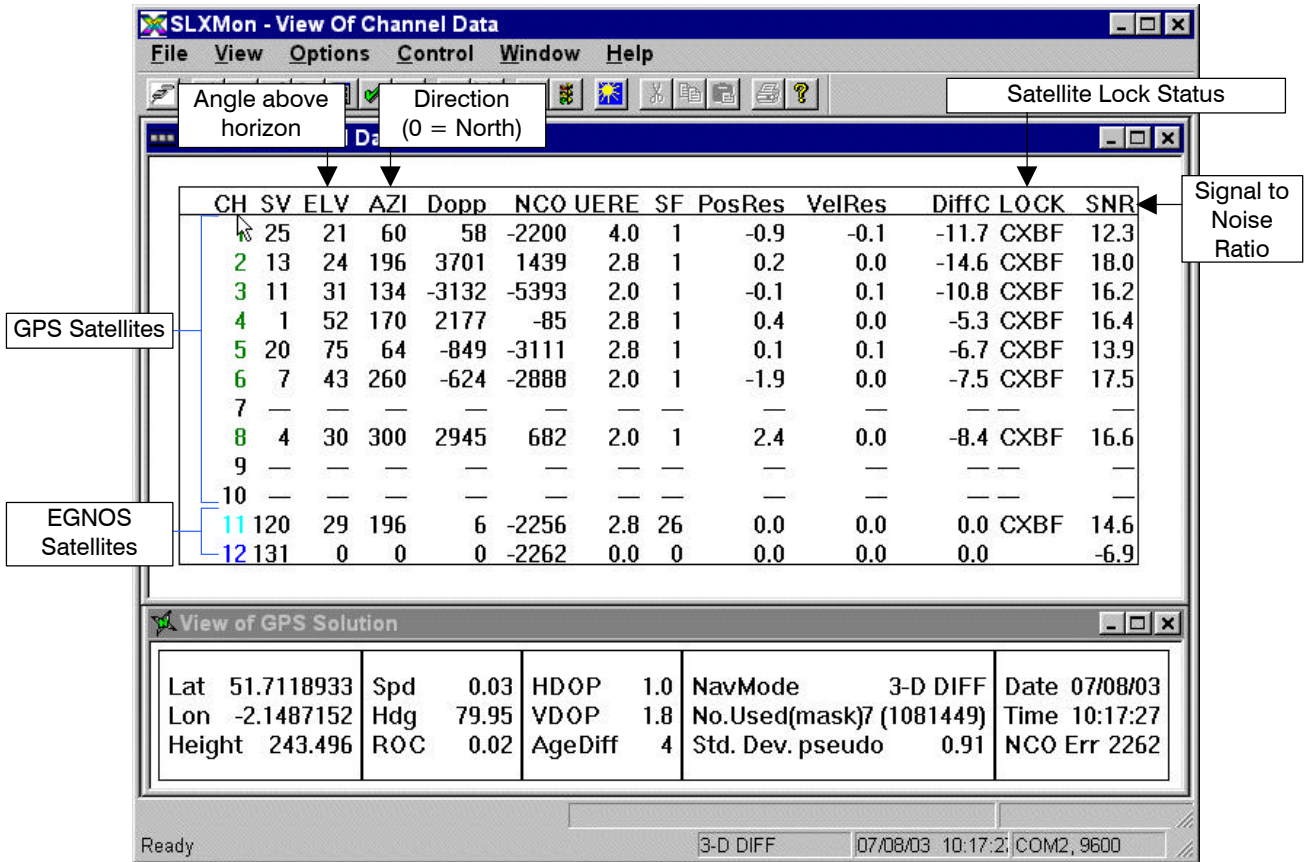 SLXMon - View Of Channel Data
File View Options Control Window Help
Angle above
horizon
Direction
(0 = North)
Satellite Lock Status
Da
Signal to
Noise
Ratio
CH SV ELV AZI Dopp NCO UERE SF PosRes VelRes DiffC LOCK SNR
1 25 21 60 58 -2200 4.0 1 -0.9 -0.1 -11.7 CXBF 12.3
2 13 24 196 3701 1439 2.8 1 0.2 0.0 -14.6 CXBF 18.0
3 11 31 134 -3132 -5393 2.0 1 -0.1 0.1 -10.8 CXBF 16.2
4 1 52 170 2177 -85 2.8 1 0.4 0.0 -5.3 CXBF 16.4
5 20 75 64 -849 -3111 2.8 1 0.1 0.1 -6.7 CXBF 13.9
6 7 43 260 -624 -2888 2.0 1 -1.9 0.0 -7.5 CXBF 17.5
7 — — — — — — — — — — — —
8 4 30 300 2945 682 2.0 1 2.4 0.0 -8.4 CXBF 16.6
9 — — — — — — — — — — — —
10 — — — — — — — — — — — —
11 120 29 196 6 -2256 2.8 26 0.0 0.0 0.0 CXBF 14.6
12 131 0 0 0 -2262 0.0 0 0.0 0.0 0.0 -6.9
GPS Satellites
EGNOS
Satellites
View of GPS Solution
Lat 51.7118933 Spd 0.03 HDOP 1.0 NavMode 3-D DIFF Date 07/08/03
Lon -2.1487152 Hdg 79.95 VDOP 1.8 No.Used(mask)7 (1081449) Time 10:17:27
Height 243.496 ROC 0.02 AgeDiff 4 Std. Dev. pseudo 0.91 NCO Err 2262
Ready 3-D DIFF 07/08/03 10:17:2 COM2, 9600